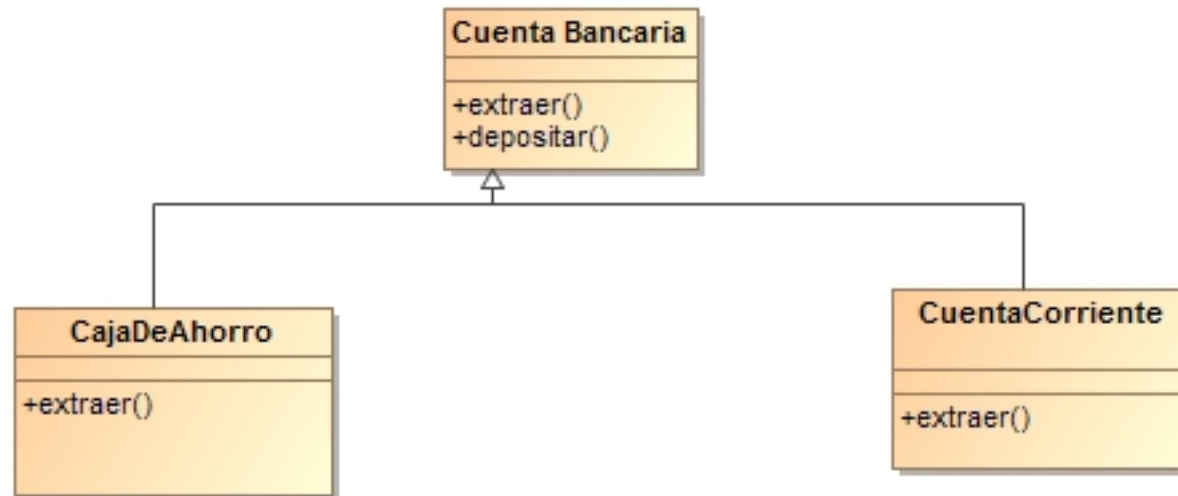 Cuenta Bancaria
+extraer()
+depositar()
CajaDeAhorro
+extraer()
CuentaCorriente
+extraer()